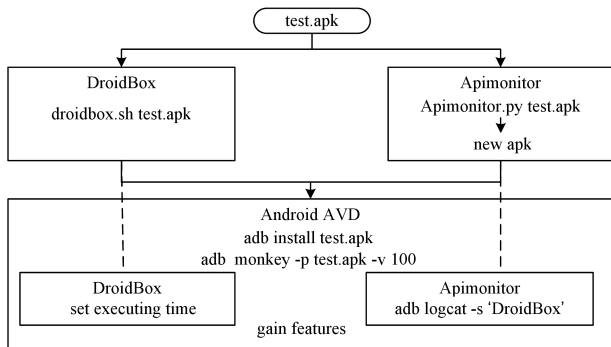 test.apk
DroidBox
droidbox.sh test.apk
Apimonitor
Apimonitor.py test.apk
new apk
Android AVD
adb install test.apk
adb monkey -p test.apk -v 100
DroidBox
set executing time
Apimonitor
adb logcat -s ‘DroidBox’
gain features